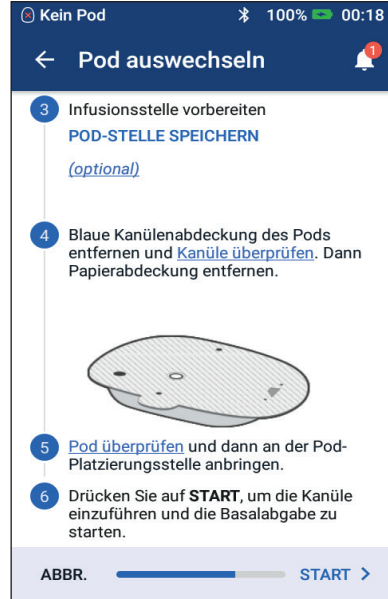 Kein Pod 100% 00:18
Pod auswechseln 1
3 Infusionsstelle vorbereiten
POD-STELLE SPEICHERN
(optional)
4 Blaue Kanülenabdeckung des Pods
entfernen und Kanüle überprüfen. Dann
Papierabdeckung entfernen.
5 Pod überprüfen und dann an der Pod-
Platzierungsstelle anbringen.
6 Drücken Sie auf START, um die Kanüle
einzuführen und die Basalabgabe zu
starten.
ABBR. START